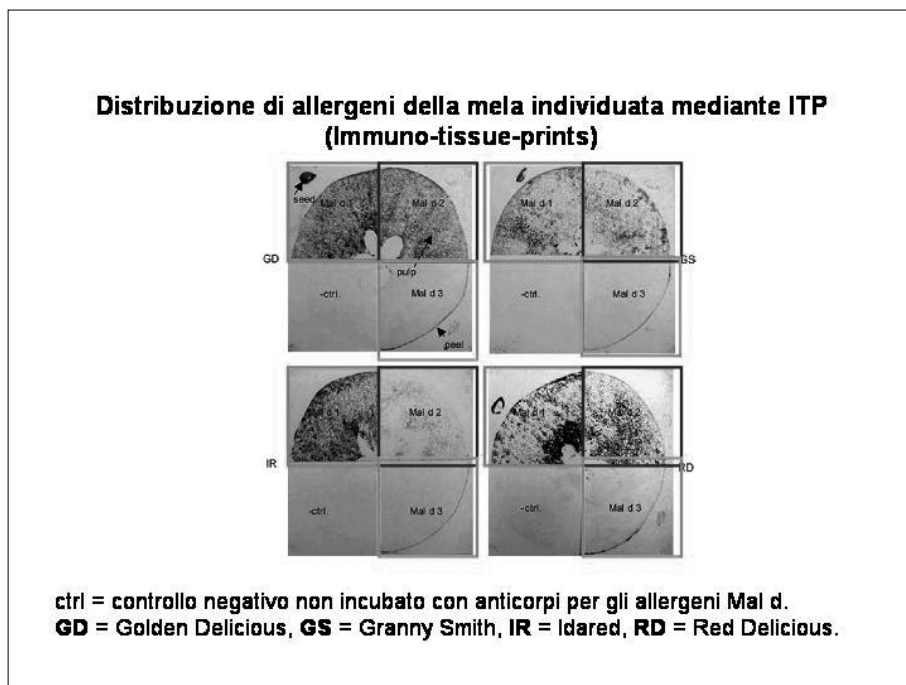 Distribuzione di allergeni della mela individuata mediante ITP
(Immuno-tissue-prints)
seed
Mal d 1
Mal d 2
GD
pulp
-ctrl.
Mal d 3
peel
Mal d 1
Mal d 2
GS
-ctrl.
Mal d 3
Mal d 1
Mal d 2
IR
-ctrl.
Mal d 3
Mal d 1
Mal d 2
RD
-ctrl.
Mal d 3
ctrl = controllo negativo non incubato con anticorpi per gli allergeni Mal d.
GD = Golden Delicious, GS = Granny Smith, IR = Idared, RD = Red Delicious.